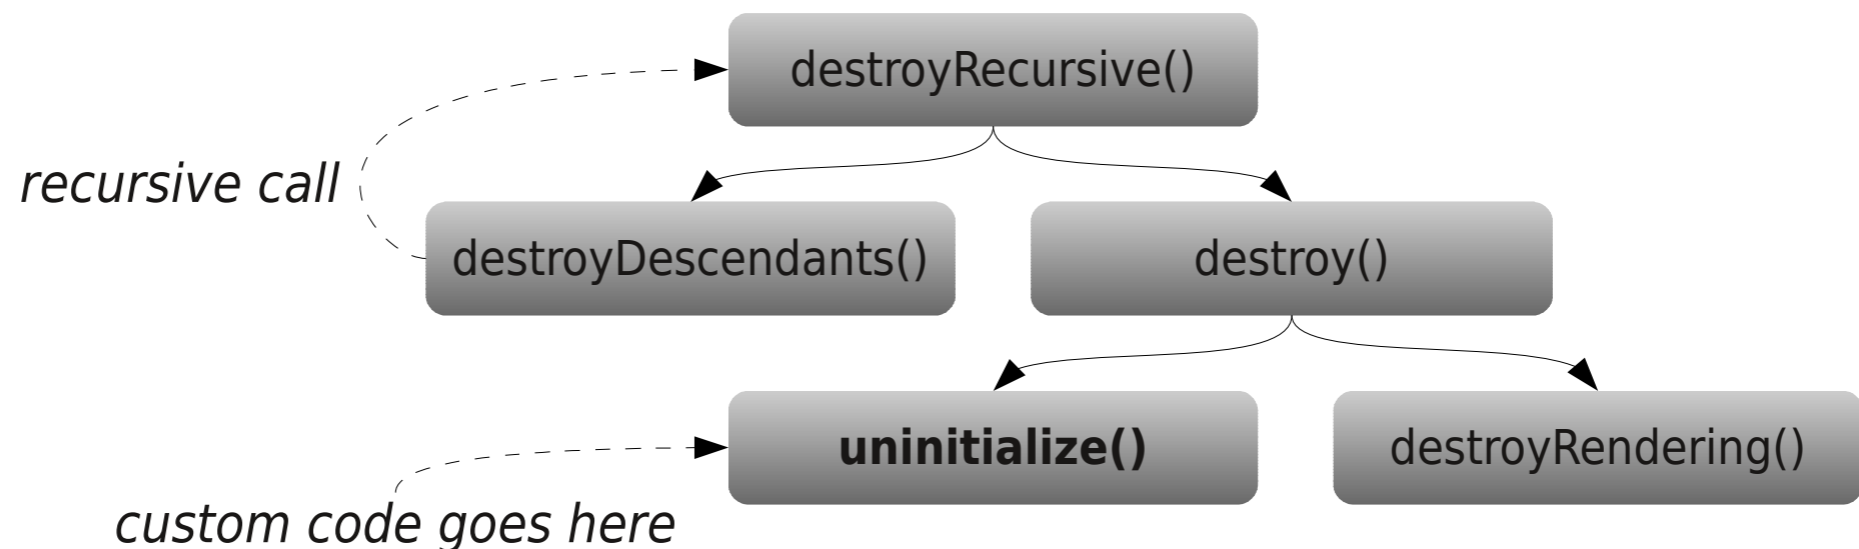 destroyRecursive()
recursive call
destroyDescendants()
destroy()
uninitialize()
destroyRendering()
custom code goes here